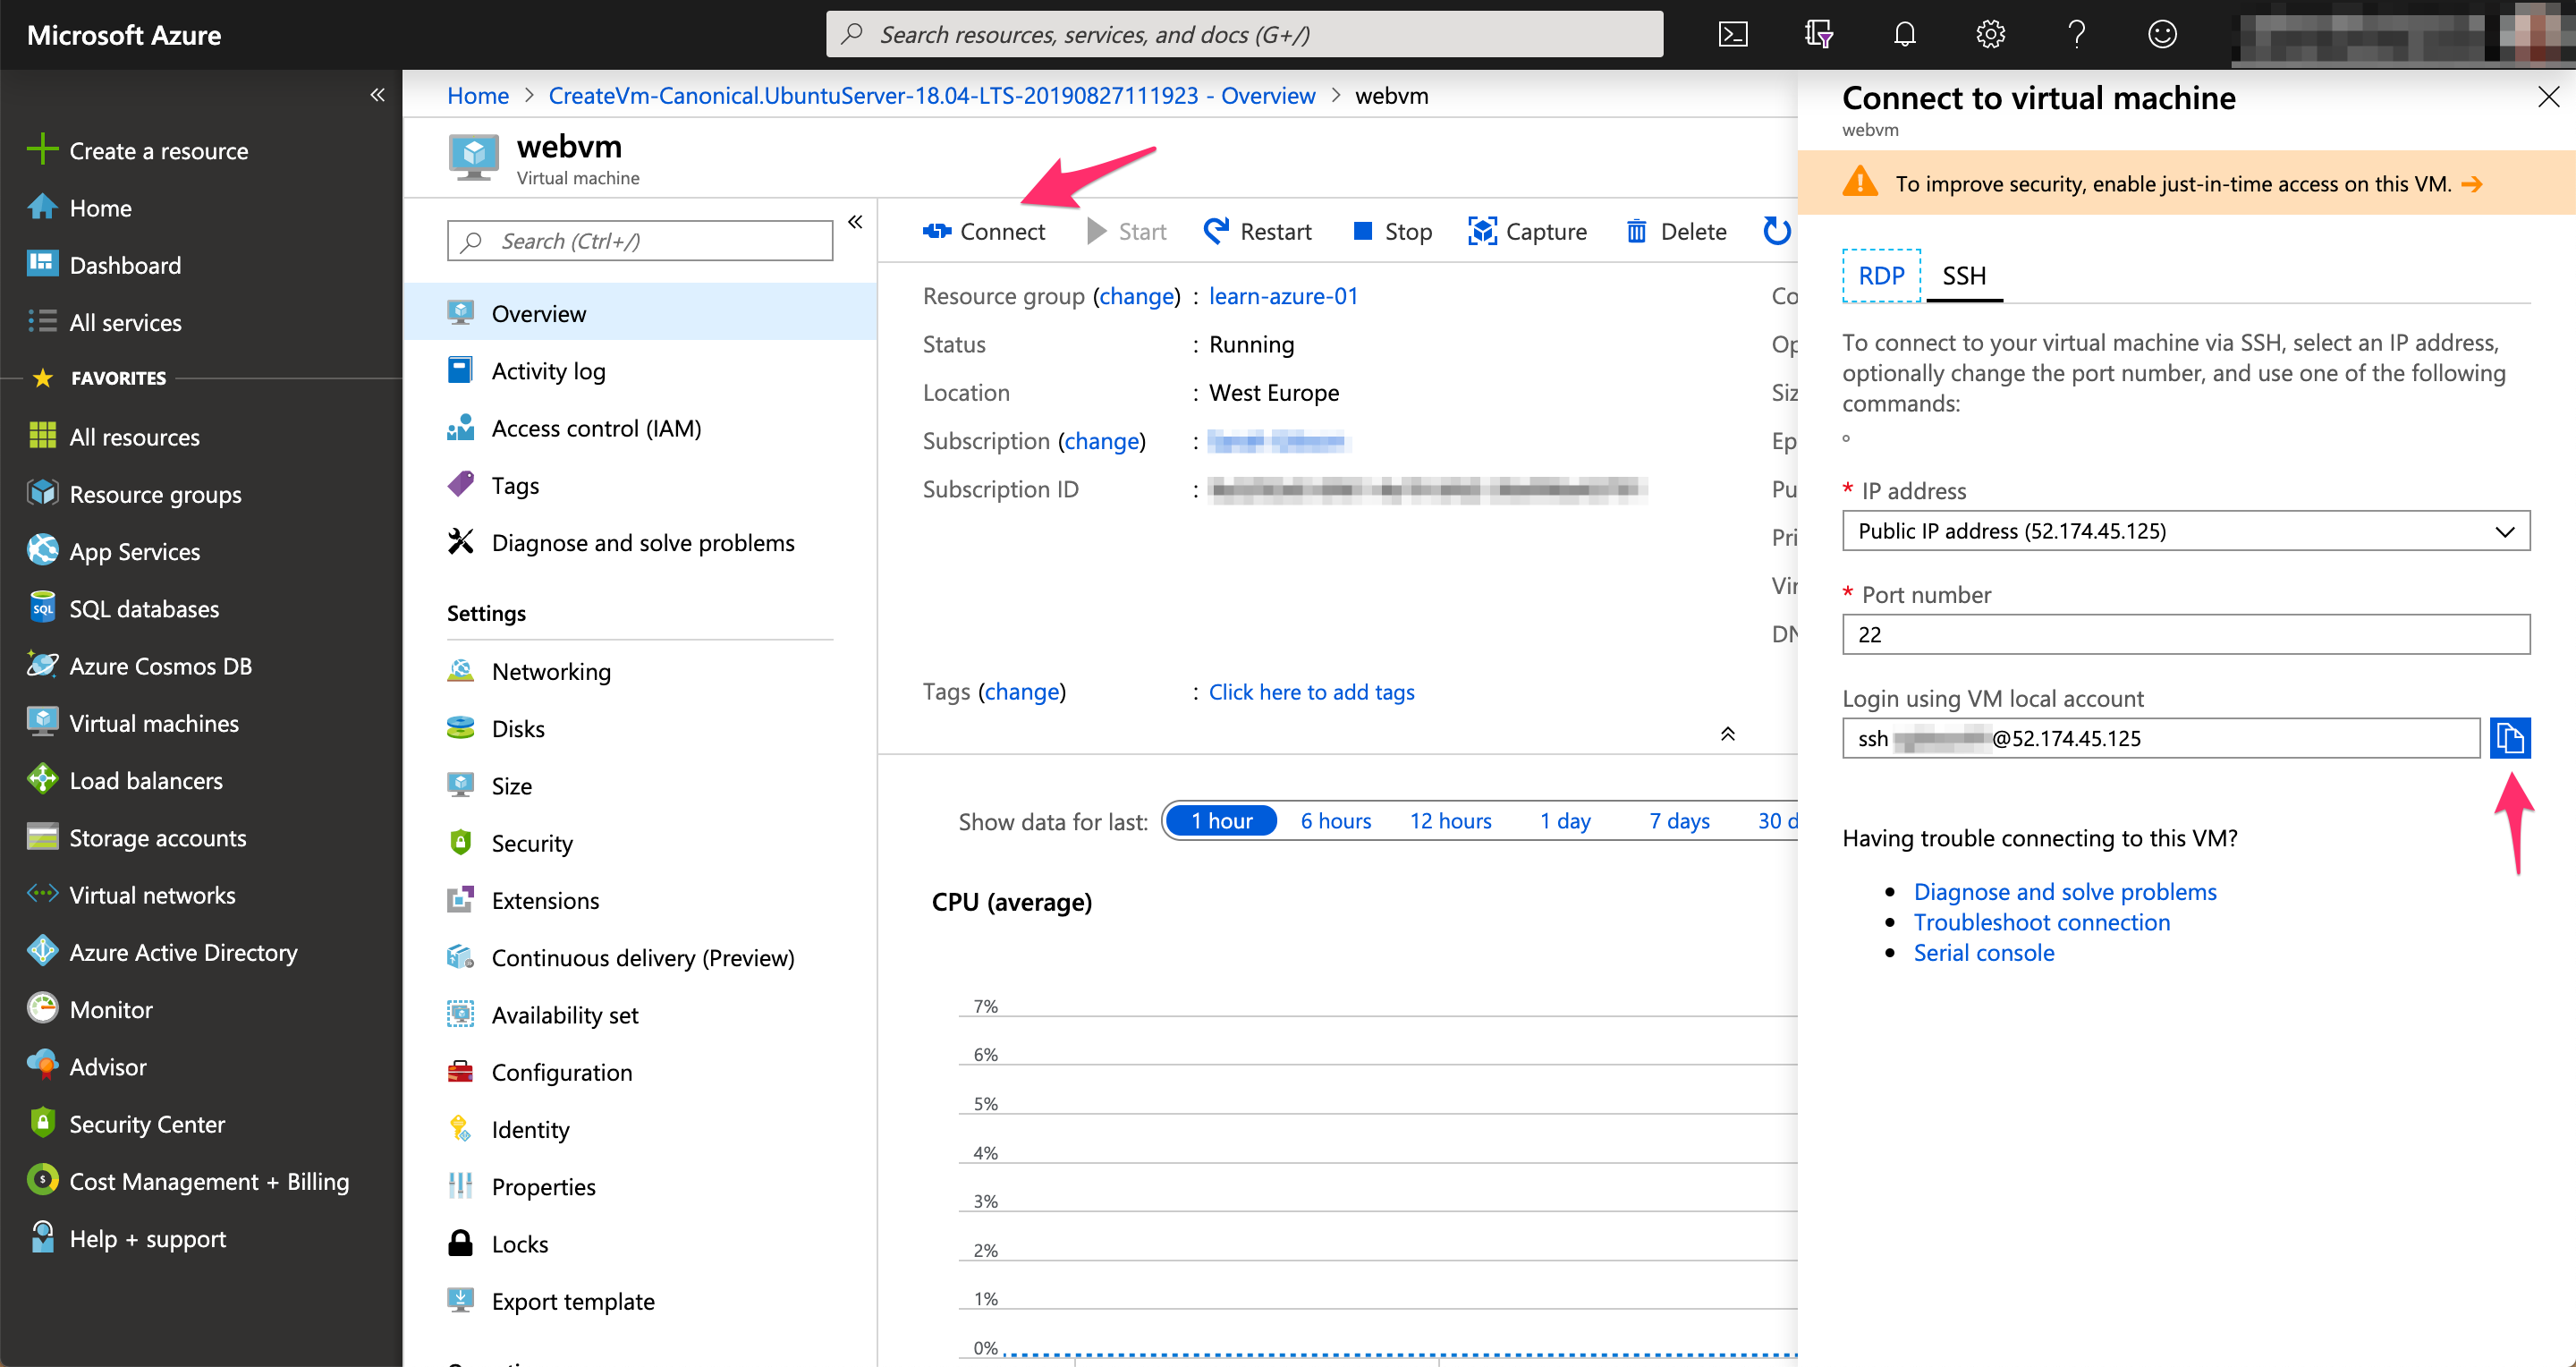 Microsoft Azure
Search resources, services, and docs (G+/)
Create a resource
Home
Dashboard
All services
FAVORITES
All resources
Resource groups
App Services
SQL databases
Azure Cosmos DB
Virtual machines
Load balancers
Storage accounts
Virtual networks
Azure Active Directory
Monitor
Advisor
Security Center
Cost Management + Billing
Help + support
Home > CreateVm-Canonical.UbuntuServer-18.04-LTS-20190827111923 - Overview > webvm
webvm
Virtual machine
Search (Ctrl+/)
Overview
Activity log
Access control (IAM)
Tags
Diagnose and solve problems
Settings
Networking
Disks
Size
Security
Extensions
Continuous delivery (Preview)
Availability set
Configuration
Identity
Properties
Locks
Export template
Connect Start Restart Stop Capture Delete
Resource group (change) : learn-azure-01
Status : Running
Location : West Europe
Subscription (change) :
Subscription ID :
Tags (change) : Click here to add tags
Show data for last: 1 hour 6 hours 12 hours 1 day 7 days 30 d
CPU (average)
7%
6%
5%
4%
3%
2%
1%
0%
Connect to virtual machine
webvm
To improve security, enable just-in-time access on this VM.
RDP SSH
To connect to your virtual machine via SSH, select an IP address,
optionally change the port number, and use one of the following
commands:
* IP address
Public IP address (52.174.45.125)
* Port number
22
Login using VM local account
ssh @52.174.45.125
Having trouble connecting to this VM?
Diagnose and solve problems
Troubleshoot connection
Serial console